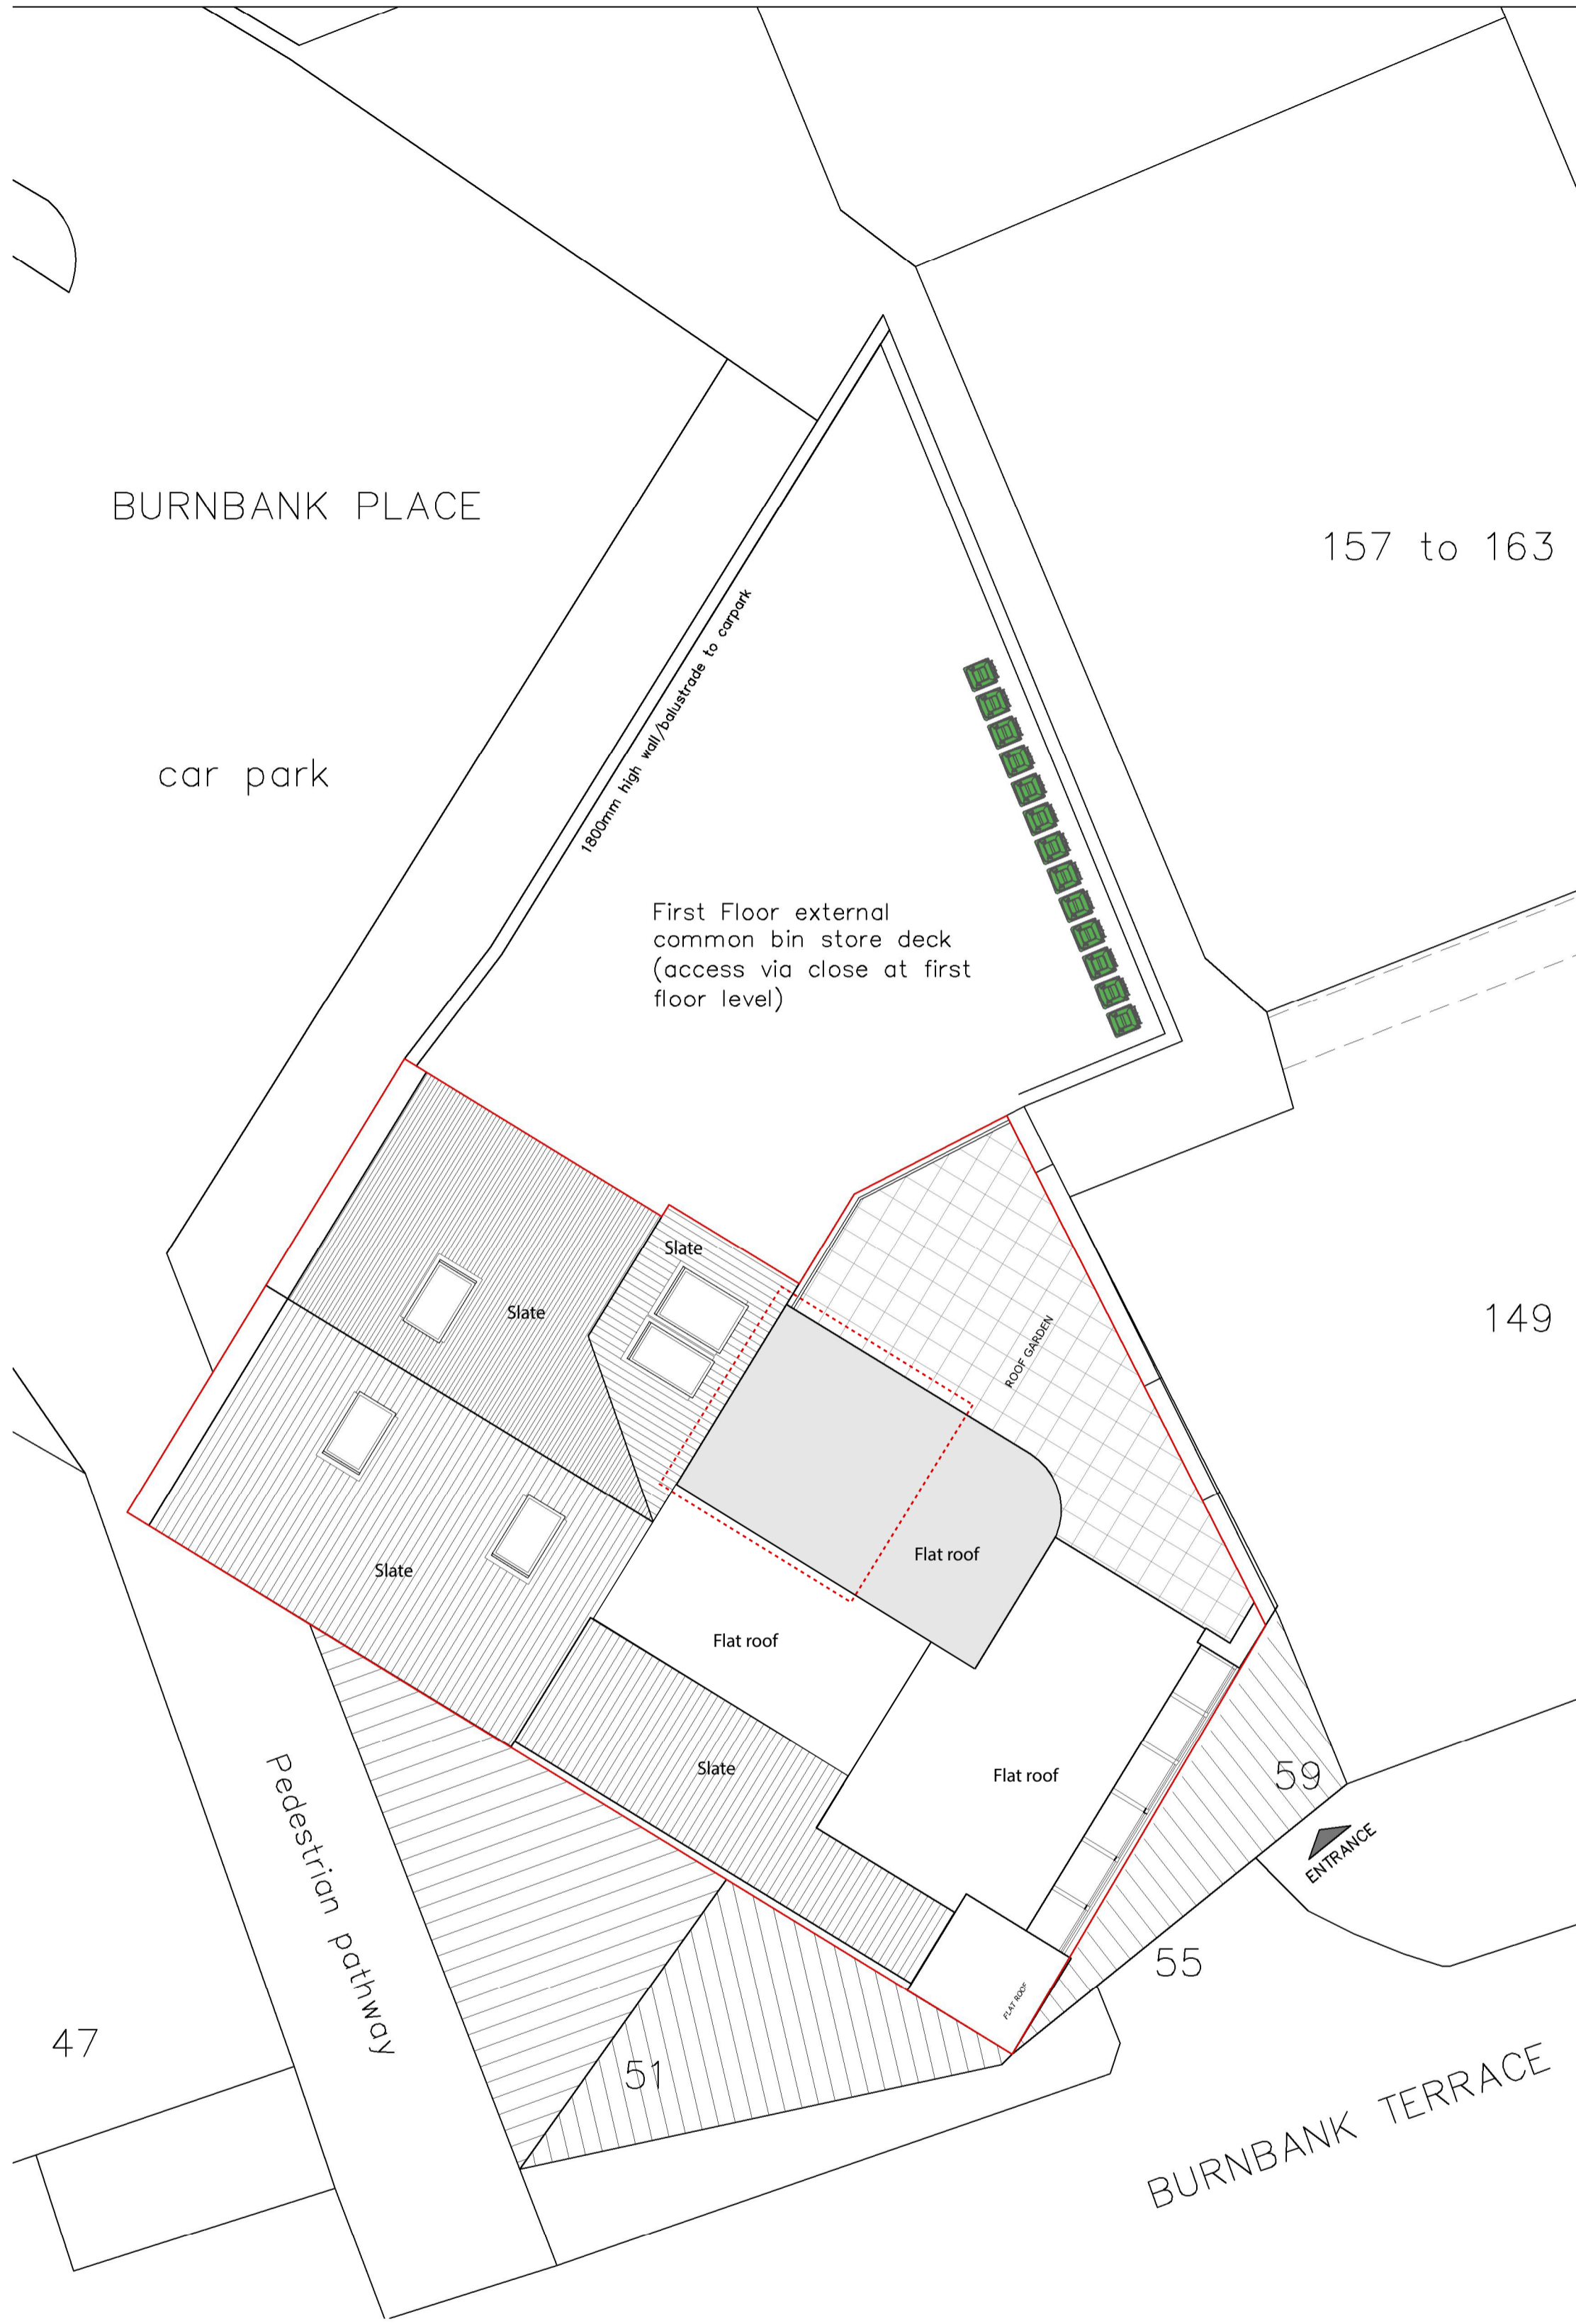 BURNBANK PLACE
157 to 163
1800mm high wall/balustrade to carpark
car park
First Floor external
common bin store deck
(access via close at first
floor level)
Slate
Slate
149
ROOF GARDEN
Flat roof
Slate
Flat roof
Slate
Flat roof
59
ENTRANCE
Pedestrian pathway
55
FLAT ROOF
47
51
BURNBANK TERRACE